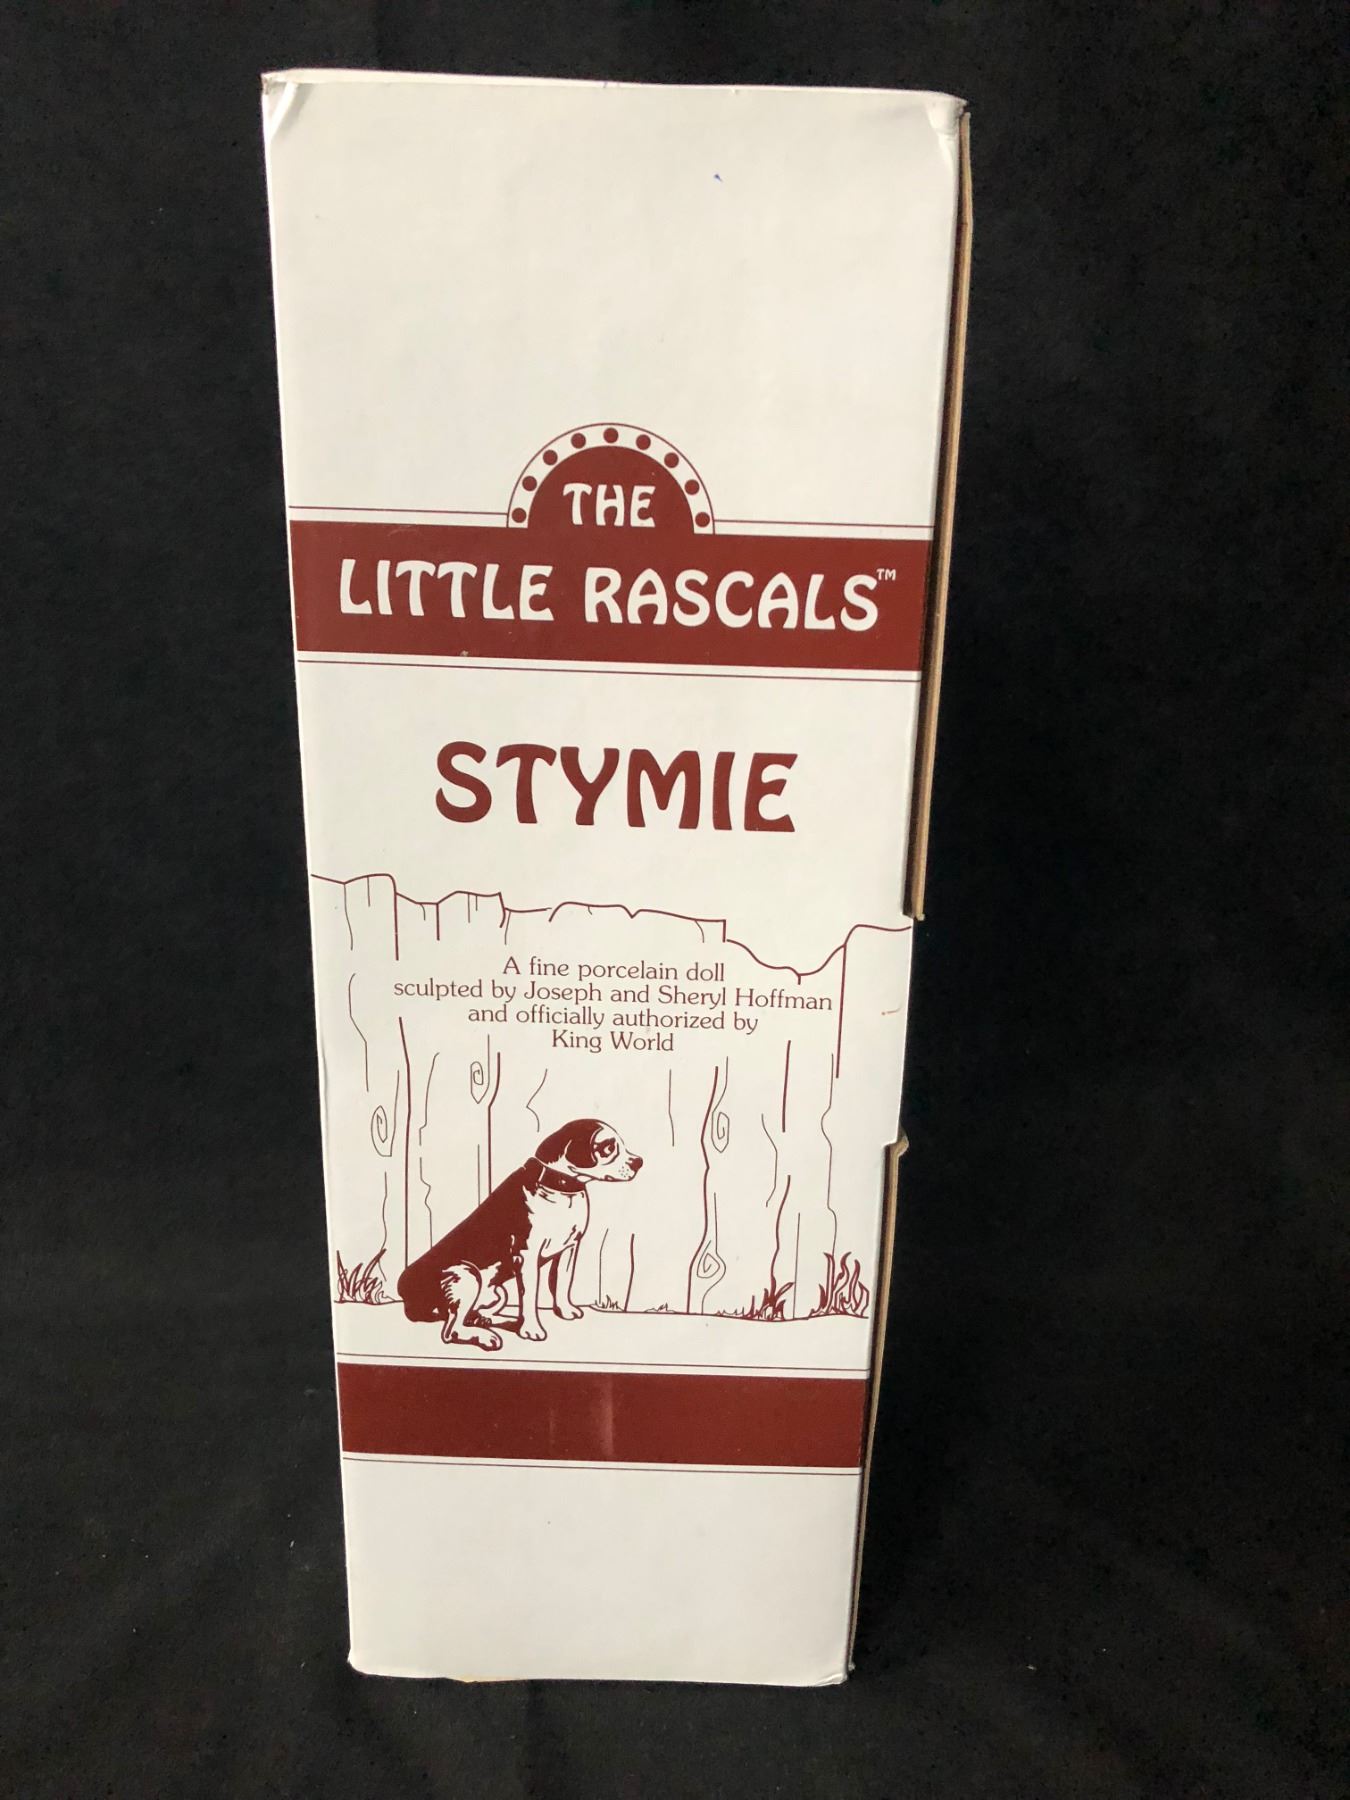 THE
LITTLE RASCALS™
STYMIE
A fine porcelain doll
sculpted by Joseph and Sheryl Hoffman
and officially authorized by
King World